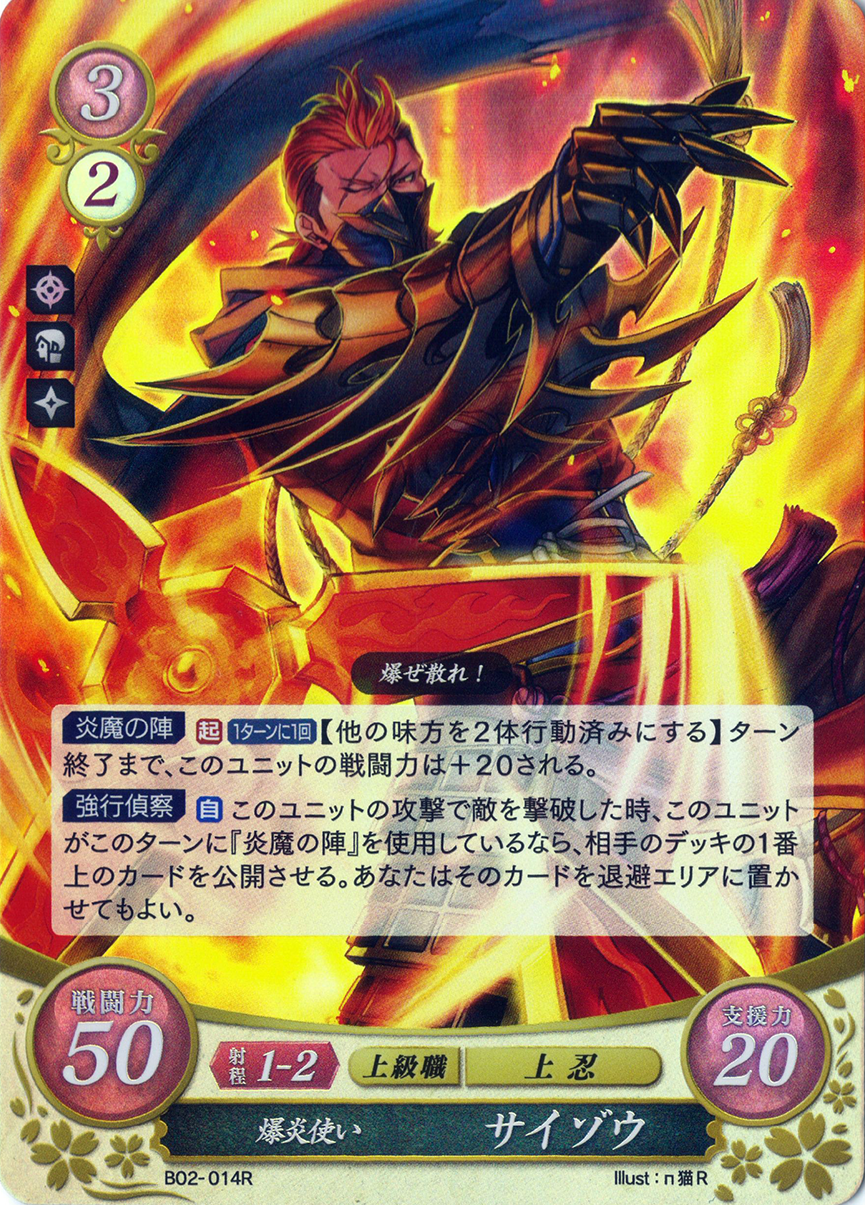 3
2
爆ぜ散れ！
炎魔の陣 起 1ターンに1回【他の味方を２体行動済みにする】ターン
終了まで、このユニットの戦闘力は＋２０される。
強行偵察 自 このユニットの攻撃で敵を撃破した時、このユニット
がこのターンに『炎魔の陣』を使用しているなら、相手のデッキの１番
上のカードを公開させる。あなたはそのカードを退避エリアに置か
せてもよい。
戦闘力
50
射程 1-2 上級職 上忍
支援力
20
爆炎使い サイゾウ
B02-014R
Illust：п猫R